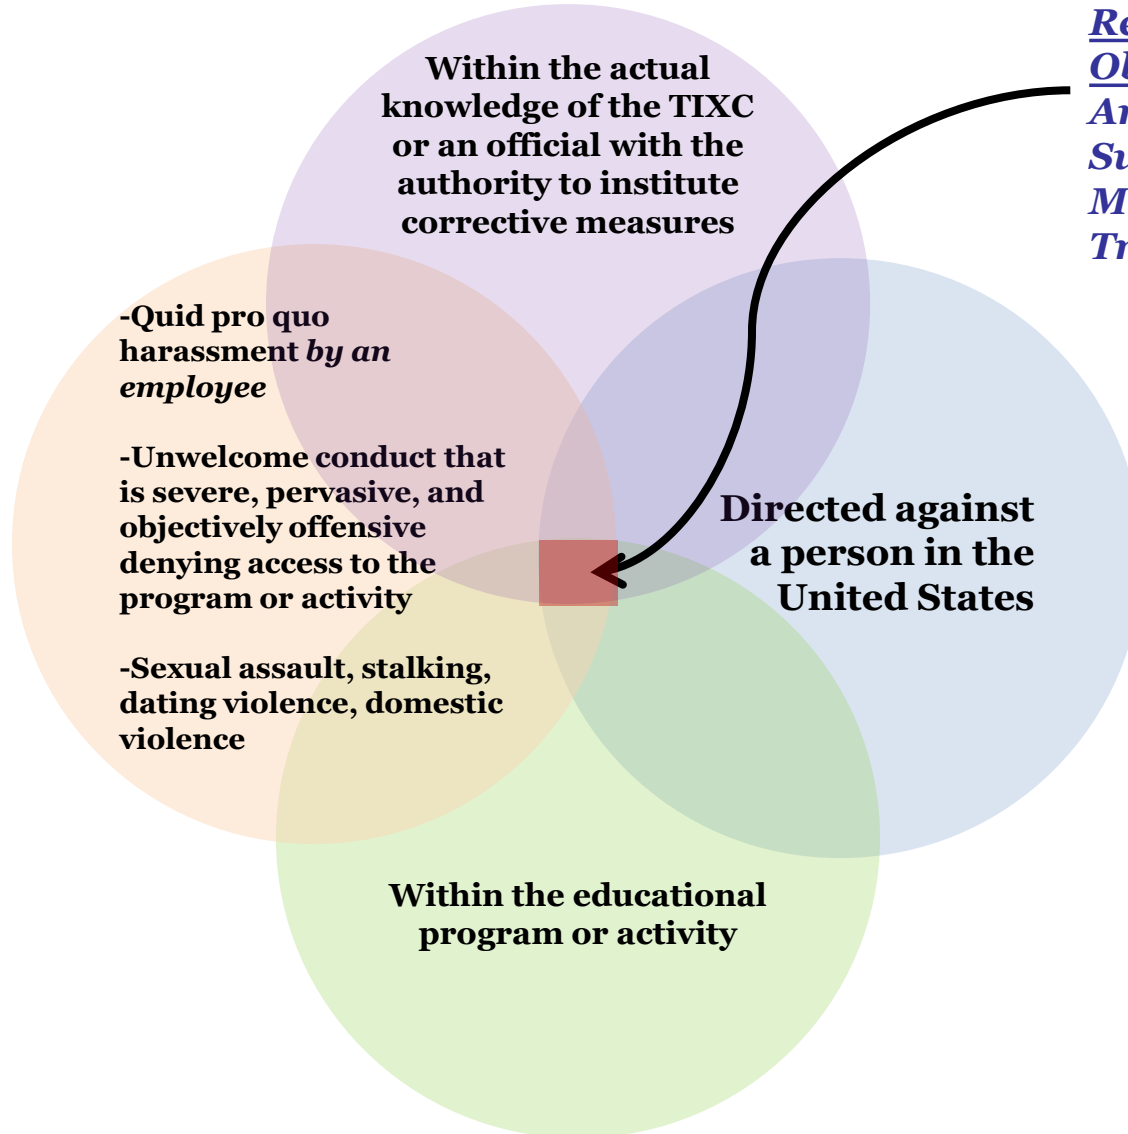 Within the actual
knowledge of the TIXC
or an official with the
authority to institute
corrective measures
-Quid pro quo
harassment by an
employee
-Unwelcome conduct that
is severe, pervasive, and
objectively offensive
denying access to the
program or activity
-Sexual assault, stalking,
dating violence, domestic
violence
Directed against
a person in the
United States
Within the educational
program or activity